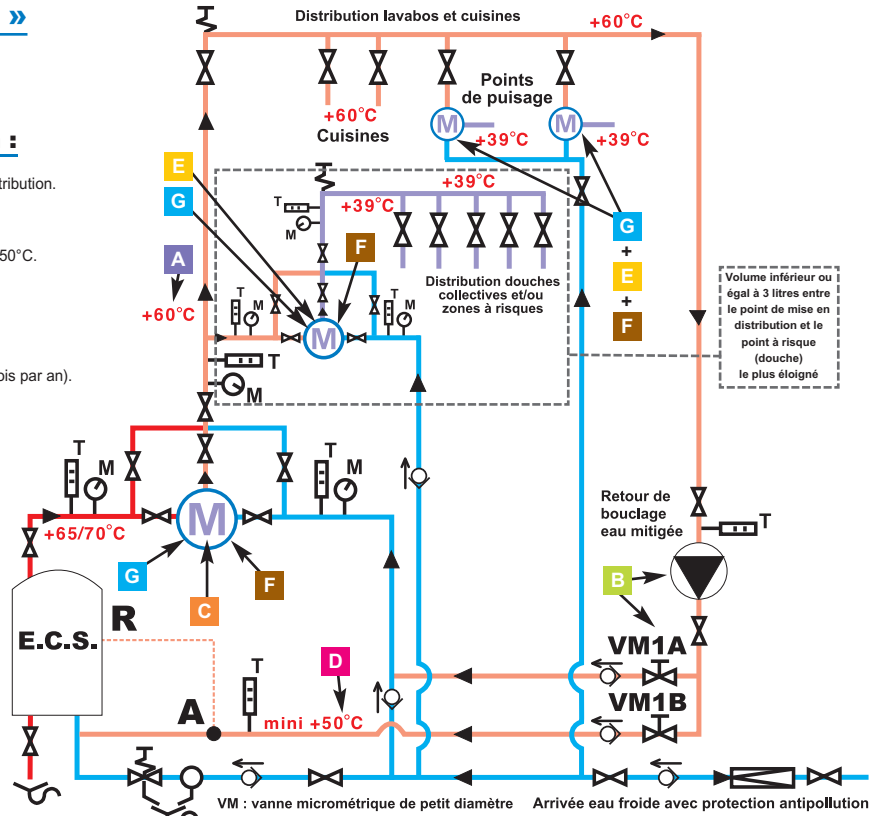 »
Distribution lavabos et cuisines
+60°C
Points
de puisage
+60°C
Cuisines
M
M
+39°C
+39°C
:
tribution.
E
G
T
M
+39°C
+39°C
G
+
E
+
F
50°C.
A
F
Distribution douches
collectives et/ou
zones à risques
Volume inférieur ou
égal à 3 litres entre
le point de mise en
distribution et le
point à risque
(douche)
le plus éloigné
+60°C
T
M
M
T
M
T
M
ois par an).
T
M
M
T
M
+65/70°C
Retour de
bouclage
eau mitigée
T
G
C
F
B
R
E.C.S.
VM1A
T
D
VM1B
A
mini +50°C
VM : vanne micrométrique de petit diamètre
Arrivée eau froide avec protection antipollution